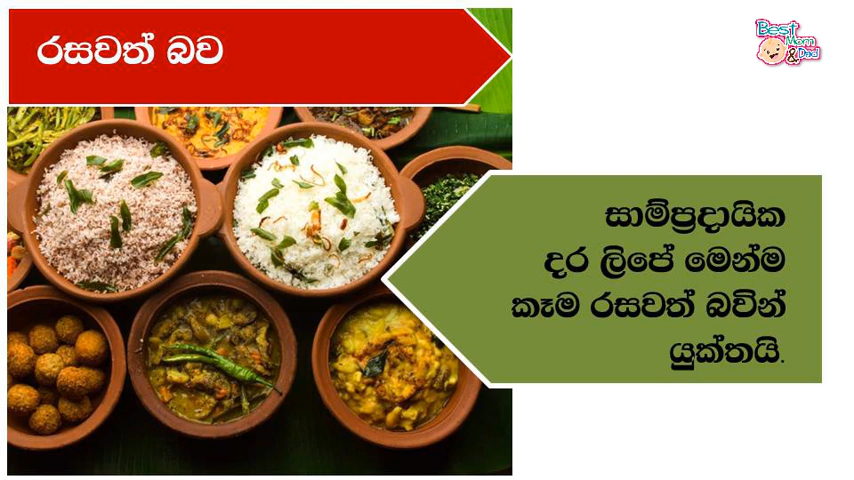 රසවත් බව
Best
Mom
& Dad
සාම්ප්‍රදායික
දර ලිපේ මෙන්ම
කෑම රසවත් බවින්
යුක්තයි.